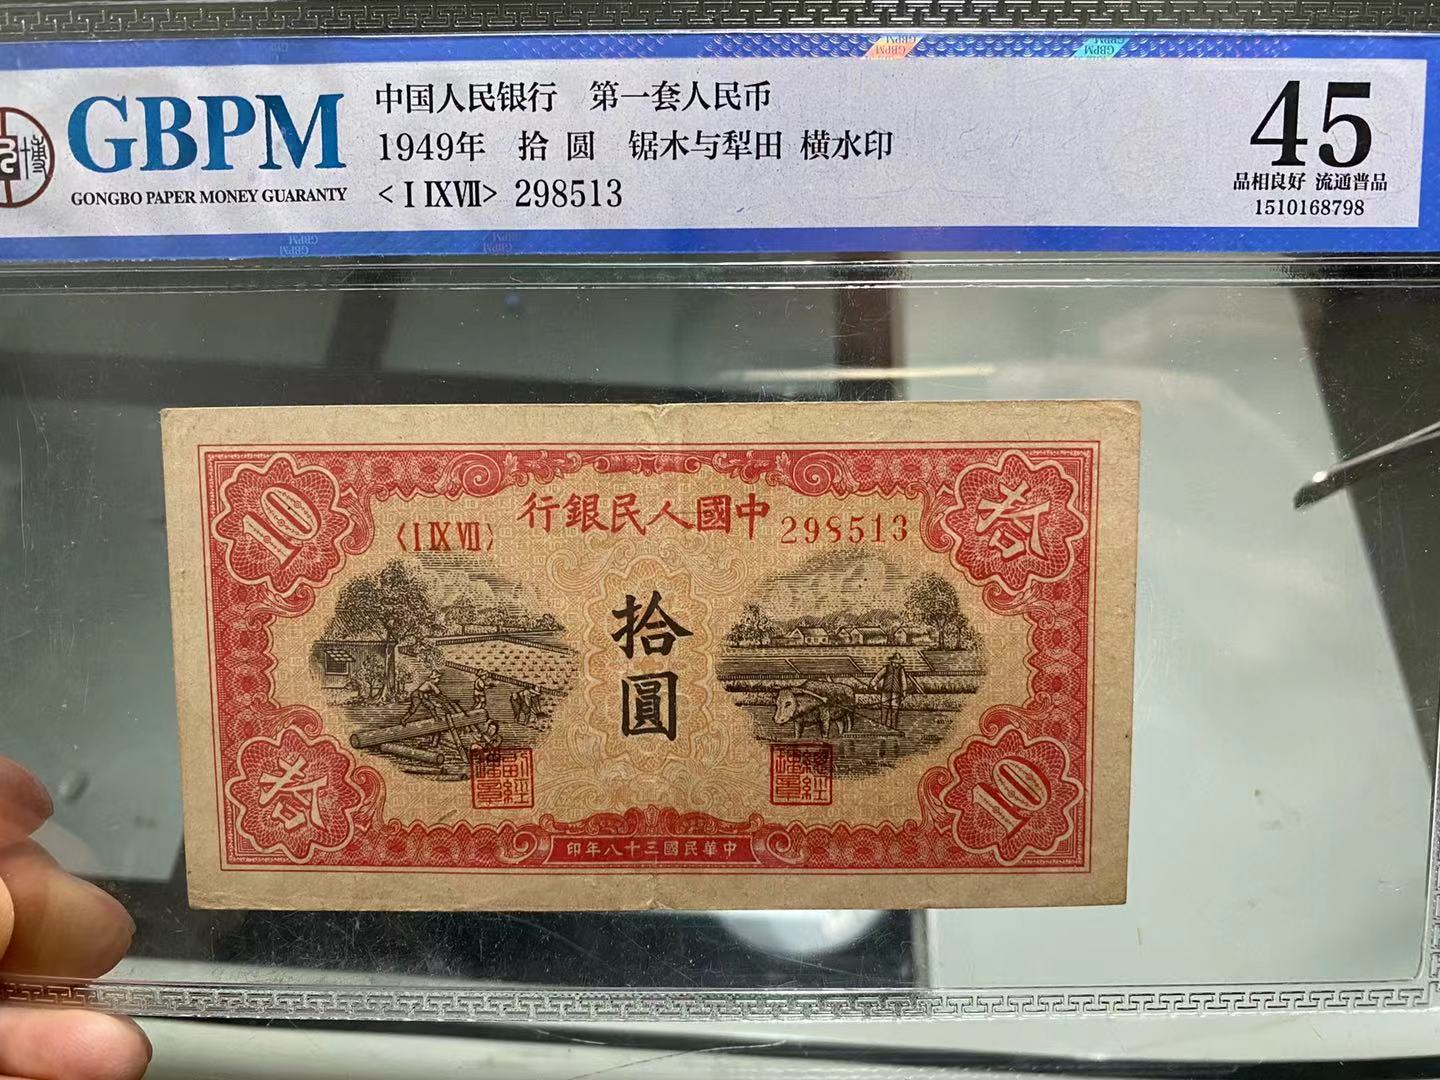 GBPM
GONGBO PAPER MONEY GUARANTY
中国人民银行 第一套人民币
1949年 拾圆 锯木与犁田 横水印
<I IX VII> 298513
45
品相良好 流通普品
1510168798
行銀民人國中
〈I IX VII〉 298513
10
拾
拾圓
拾
10
印年八十三國民華中